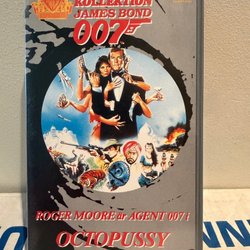 KOLLEKTION
JAMES BOND
007
ROGER MOORE är AGENT 007 i
OCTOPUSSY